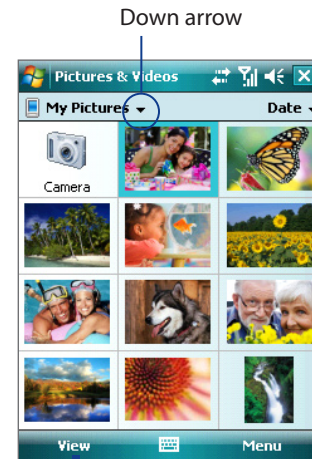 Down arrow
Pictures & Videos
My Pictures
Date
Camera
View
Menu